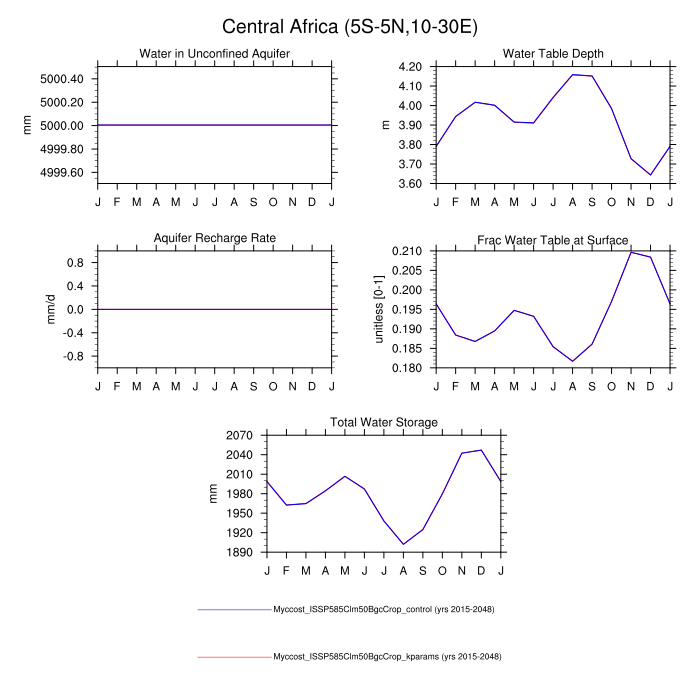 Central Africa (5S-5N,10-30E)
Water in Unconfined Aquifer
mm
5000.40
5000.20
5000.00
4999.80
4999.60
J F M A M J J A S O N D J
Water Table Depth
m
4.20
4.10
4.00
3.90
3.80
3.70
3.60
J F M A M J J A S O N D J
Aquifer Recharge Rate
mm/d
0.8
0.4
0.0
-0.4
-0.8
J F M A M J J A S O N D J
Frac Water Table at Surface
unitless [0-1]
0.210
0.205
0.200
0.195
0.190
0.185
0.180
J F M A M J J A S O N D J
Total Water Storage
mm
2070
2040
2010
1980
1950
1920
1890
J F M A M J J A S O N D J
Myccost_ISSP585Clm50BgcCrop_control (yrs 2015-2048)
Myccost_ISSP585Clm50BgcCrop_kparams (yrs 2015-2048)